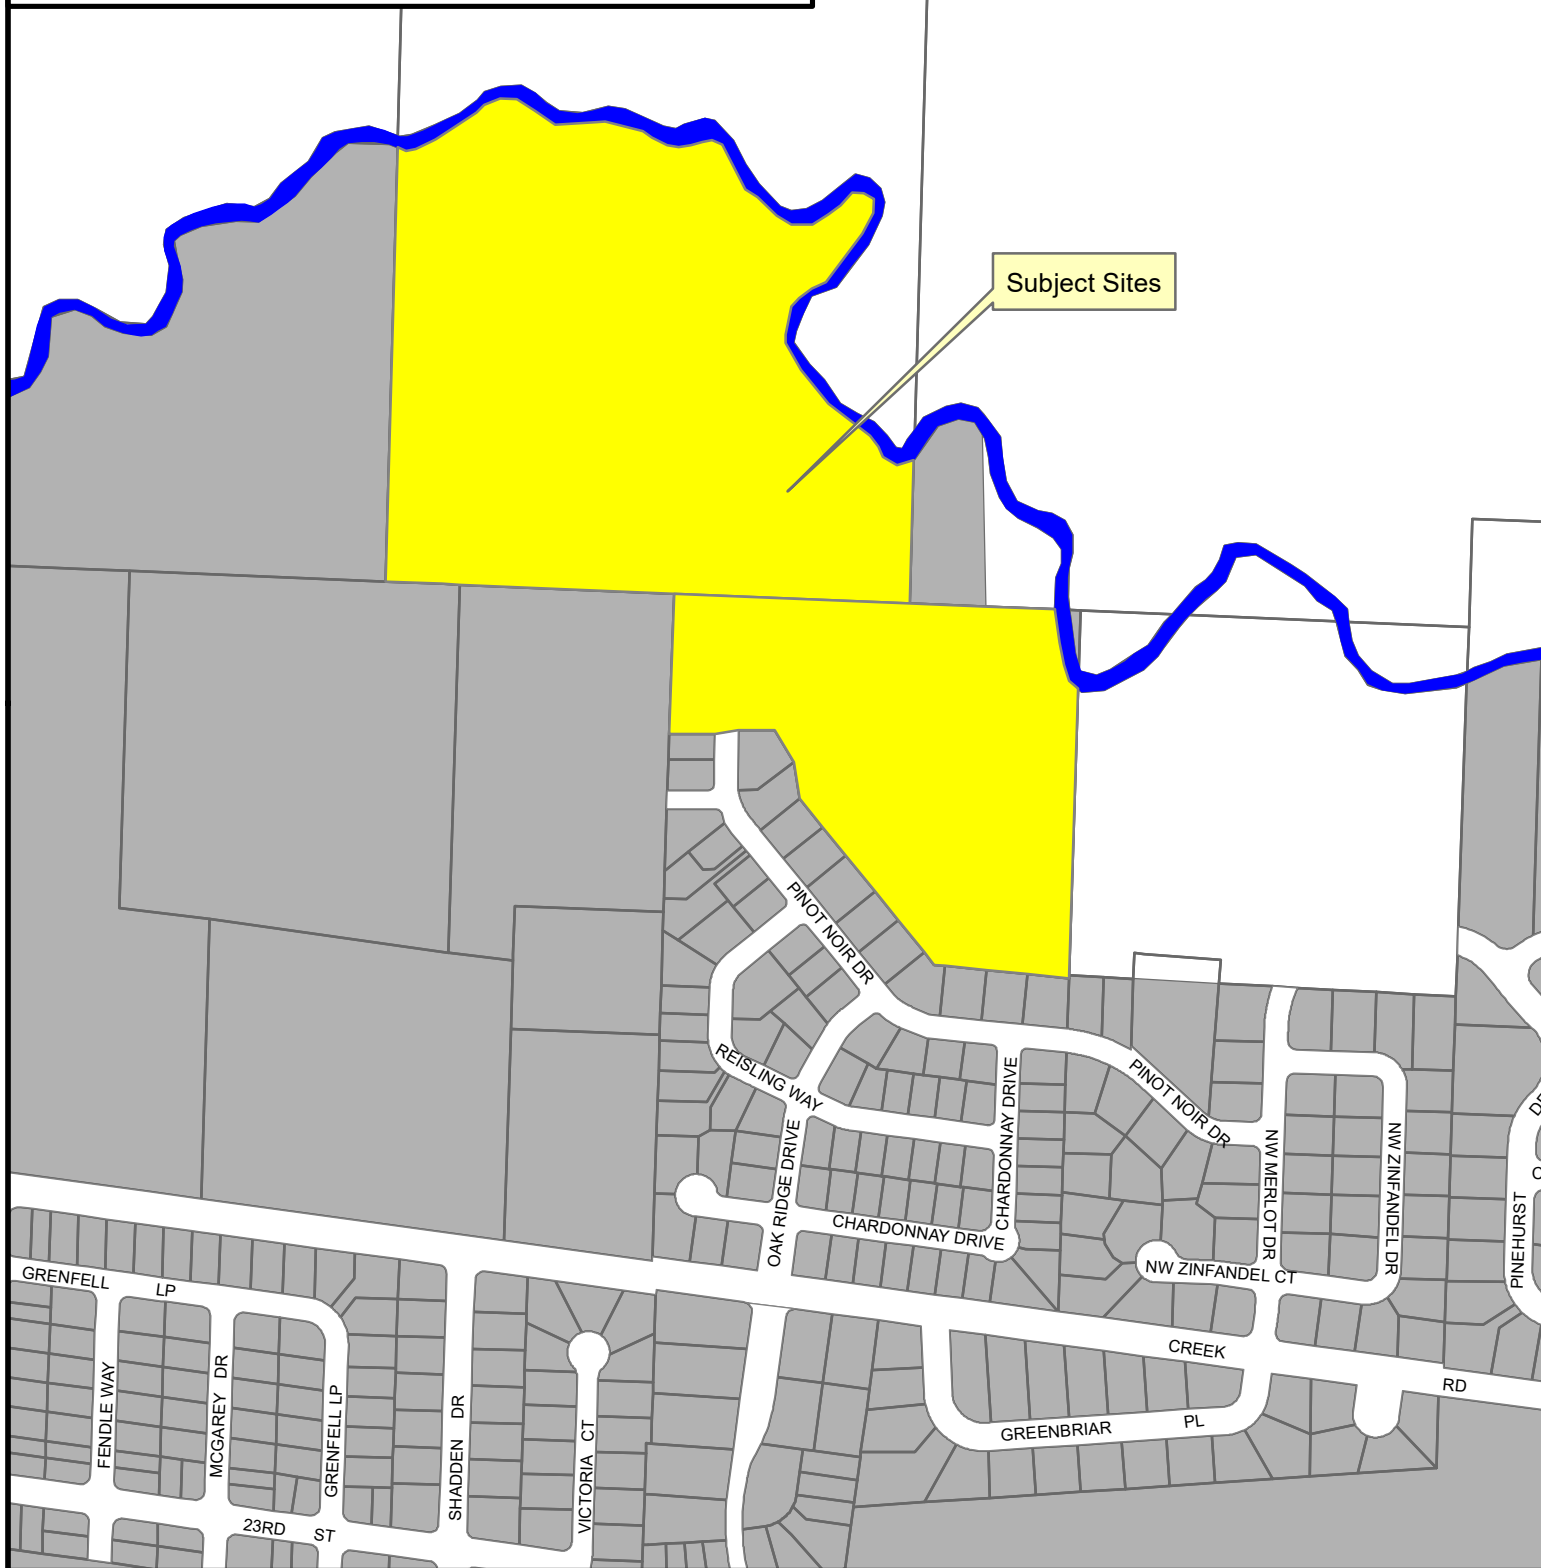 Subject Sites
PINOT NOIR DR
REISLING WAY
PINOT NOIR DR
CHARDONNAY DRIVE
OAK RIDGE DRIVE
CHARDONNAY DRIVE
NW MERLOT DR
NW ZINFANDEL DR
NW ZINFANDEL CT
PINEHURST
GRENFELL LP
FENDLE WAY
MCGAREY DR
GRENFELL LP
SHADDEN DR
VICTORIA CT
23RD ST
CREEK RD
GREENBRIAR PL